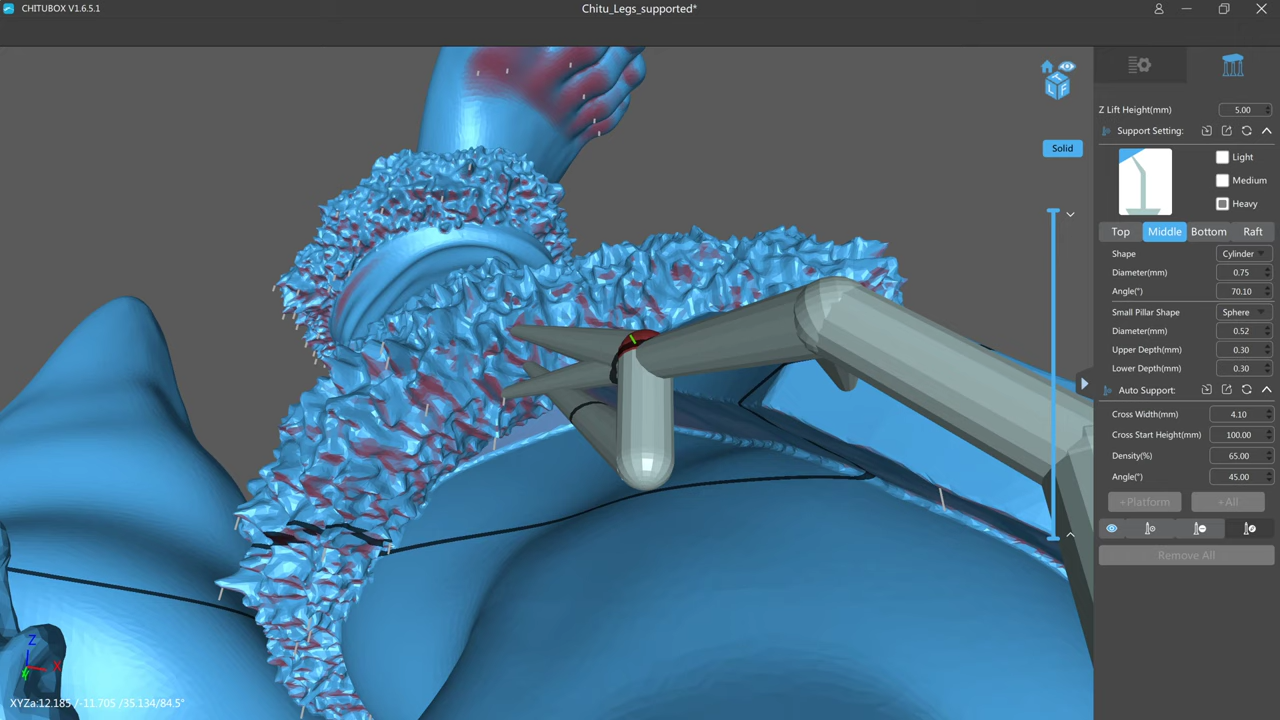 CHITUBOX V1.6.5.1
Chitu_Legs_supported*
Z Lift Height(mm) 5.00
Support Setting:
Light
Medium
Heavy
Top Middle Bottom Raft
Shape Cylinder
Diameter(mm) 0.75
Angle(°) 70.10
Small Pillar Shape Sphere
Diameter(mm) 0.52
Upper Depth(mm) 0.30
Lower Depth(mm) 0.30
Auto Support:
Cross Width(mm) 4.10
Cross Start Height(mm) 100.00
Density(%) 65.00
Angle(°) 45.00
+Platform +All
Remove All
Solid
T
L F
Z
X
XYZa:12.185 /-11.705 /35.134/84.5°